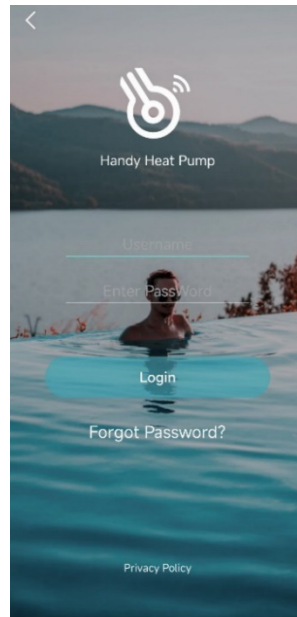 Handy Heat Pump
Username
Enter PassWord
Login
Forgot Password?
Privacy Policy